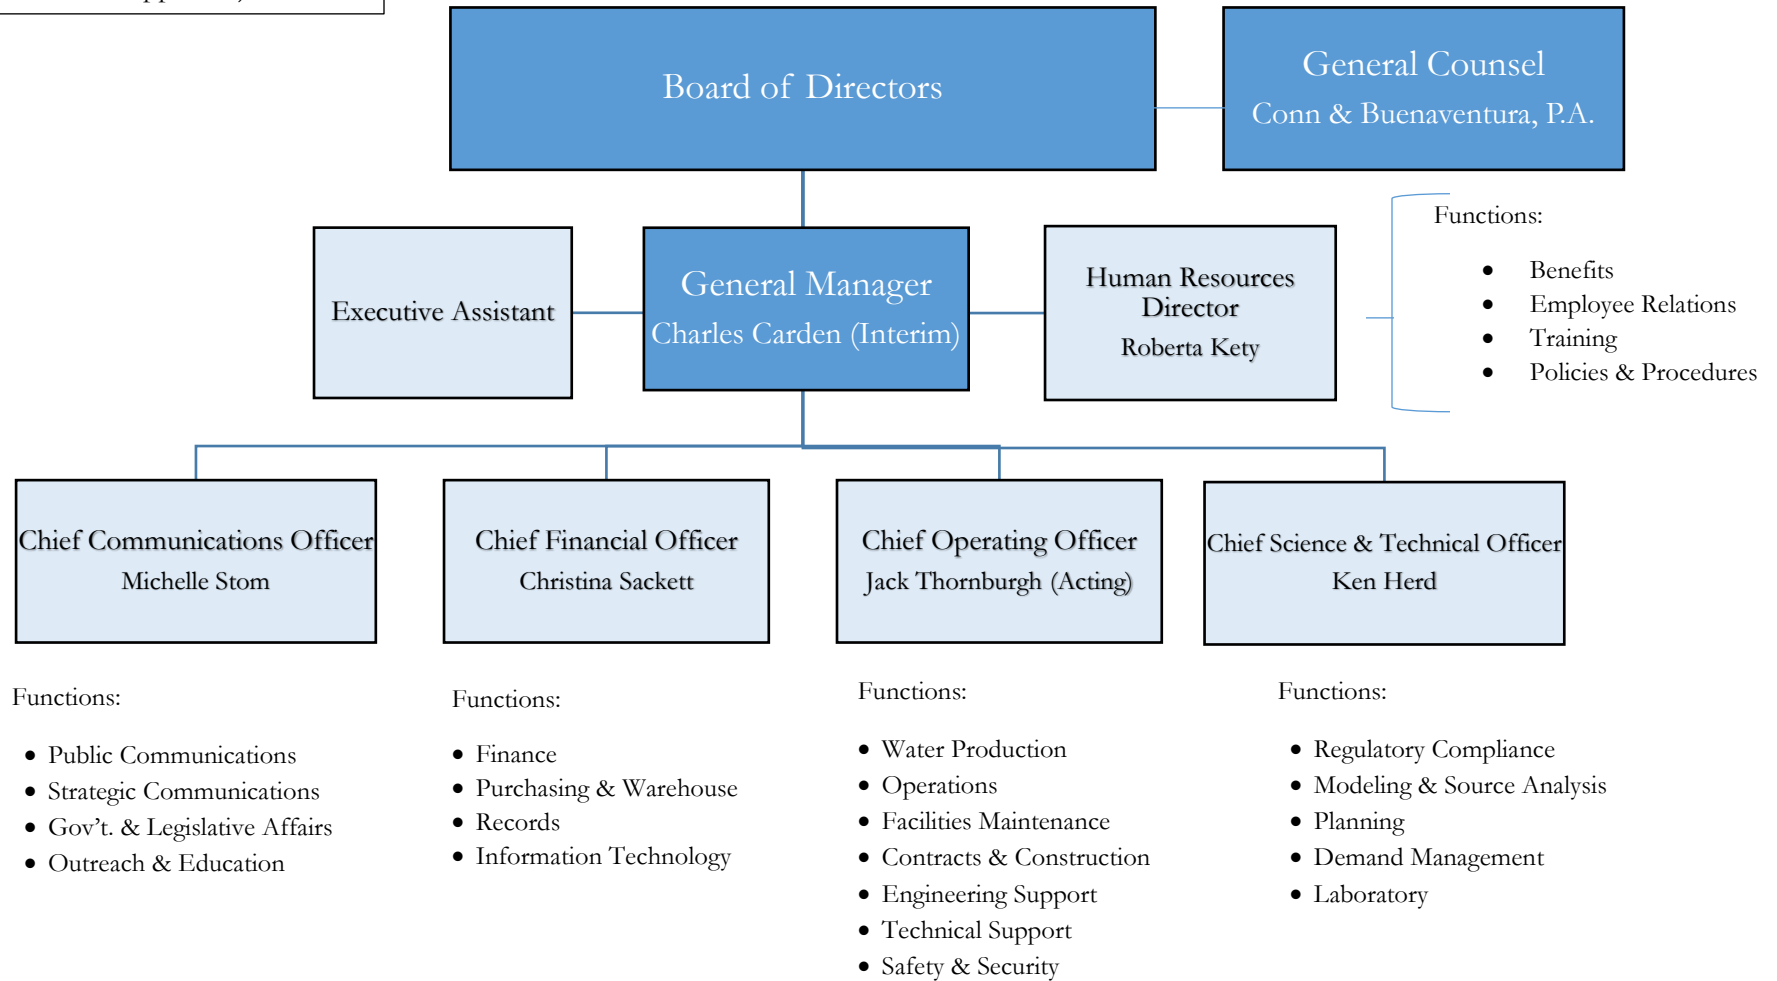 Board of Directors
General Counsel
Conn & Buenaventura, P.A.
Executive Assistant
General Manager
Charles Carden (Interim)
Human Resources
Director
Roberta Kety
Functions:
• Benefits
• Employee Relations
• Training
• Policies & Procedures
Chief Communications Officer
Michelle Stom
Chief Financial Officer
Christina Sackett
Chief Operating Officer
Jack Thornburgh (Acting)
Chief Science & Technical Officer
Ken Herd
Functions:
• Public Communications
• Strategic Communications
• Gov’t. & Legislative Affairs
• Outreach & Education
Functions:
• Finance
• Purchasing & Warehouse
• Records
• Information Technology
Functions:
• Water Production
• Operations
• Facilities Maintenance
• Contracts & Construction
• Engineering Support
• Technical Support
• Safety & Security
Functions:
• Regulatory Compliance
• Modeling & Source Analysis
• Planning
• Demand Management
• Laboratory